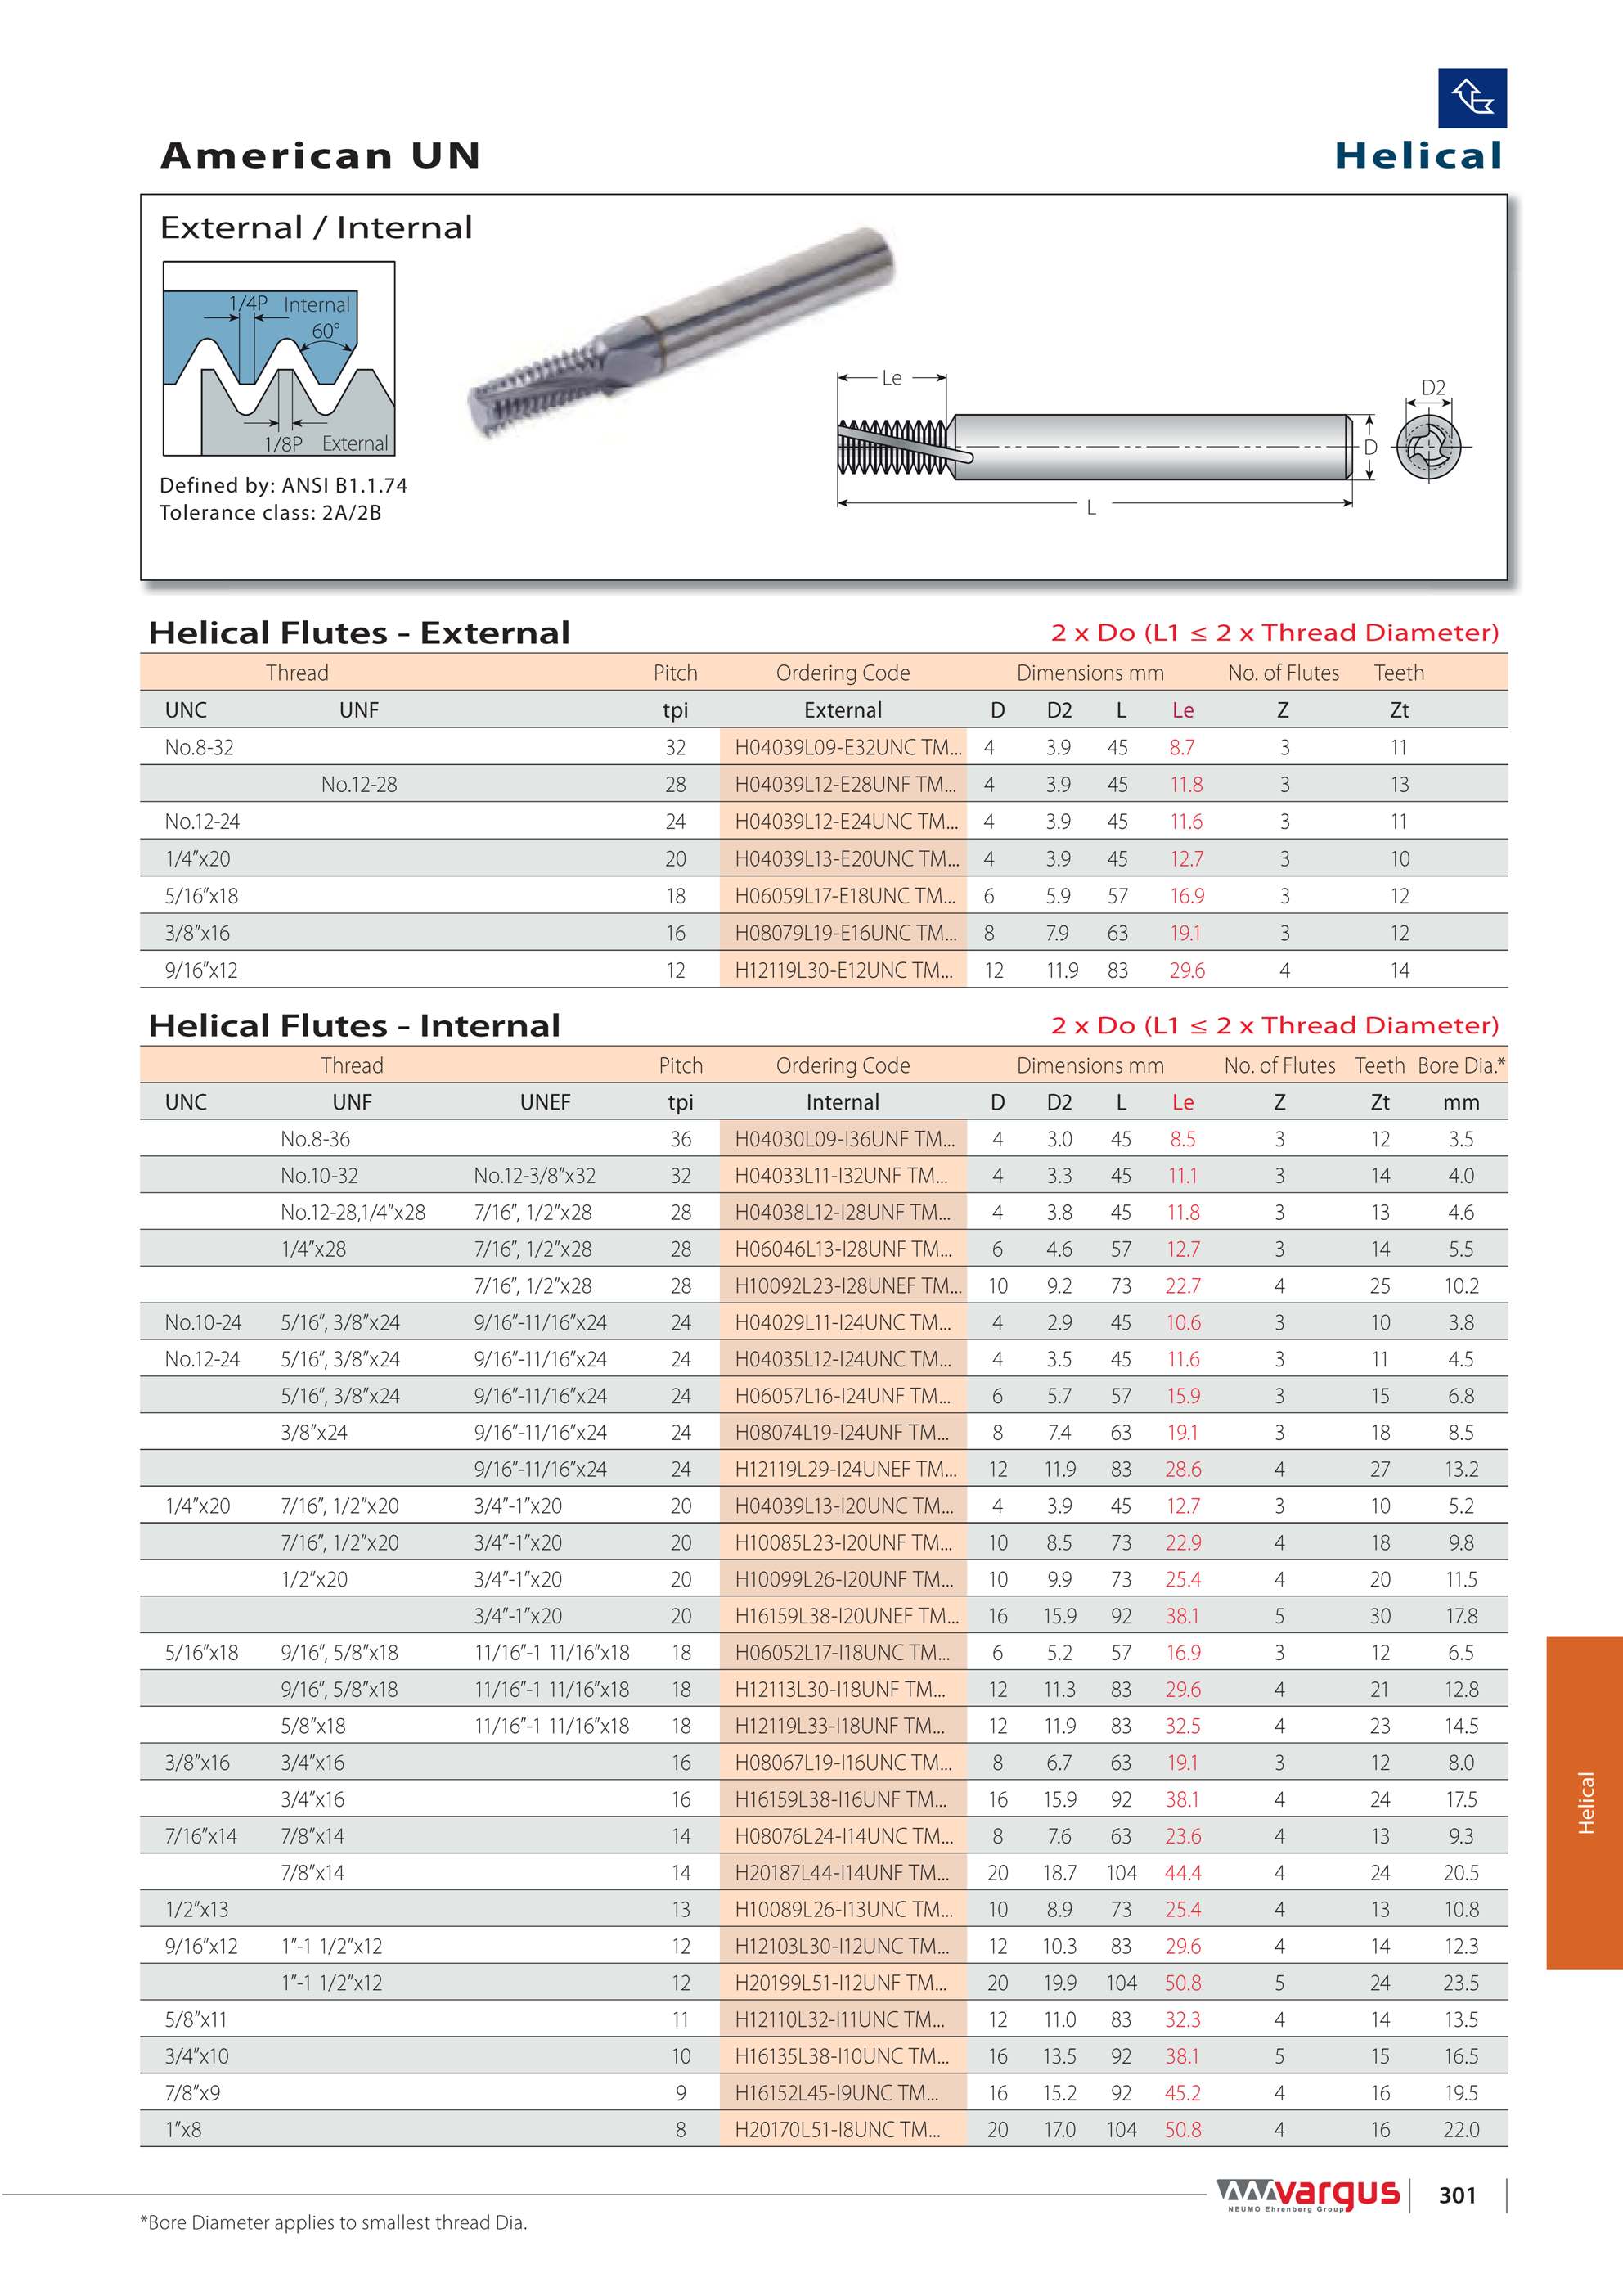 American UN
Helical
External / Internal
1/4P Internal
60°
1/8P External
Defined by: ANSI B1.1.74
Tolerance class: 2A/2B
Le
D2
D
L
Helical Flutes - External 2 x Do (L1 ≤ 2 x Thread Diameter)
Thread Pitch Ordering Code Dimensions mm No. of Flutes Teeth
UNC UNF tpi External D D2 L Le Z Zt
No.8-32 32 H04039L09-E32UNC TM... 4 3.9 45 8.7 3 11
No.12-28 28 H04039L12-E28UNF TM... 4 3.9 45 11.8 3 13
No.12-24 24 H04039L12-E24UNC TM... 4 3.9 45 11.6 3 11
1/4"x20 20 H04039L13-E20UNC TM... 4 3.9 45 12.7 3 10
5/16"x18 18 H06059L17-E18UNC TM... 6 5.9 57 16.9 3 12
3/8"x16 16 H08079L19-E16UNC TM... 8 7.9 63 19.1 3 12
9/16"x12 12 H12119L30-E12UNC TM... 12 11.9 83 29.6 4 14
Helical Flutes - Internal 2 x Do (L1 ≤ 2 x Thread Diameter)
Thread Pitch Ordering Code Dimensions mm No. of Flutes Teeth Bore Dia.*
UNC UNF UNEF tpi Internal D D2 L Le Z Zt mm
No.8-36 36 H04030L09-I36UNF TM... 4 3.0 45 8.5 3 12 3.5
No.10-32 No.12-3/8"x32 32 H04033L11-I32UNF TM... 4 3.3 45 11.1 3 14 4.0
No.12-28,1/4"x28 7/16", 1/2"x28 28 H04038L12-I28UNF TM... 4 3.8 45 11.8 3 13 4.6
1/4"x28 7/16", 1/2"x28 28 H06046L13-I28UNF TM... 6 4.6 57 12.7 3 14 5.5
7/16", 1/2"x28 28 H10092L23-I28UNEF TM... 10 9.2 73 22.7 4 25 10.2
No.10-24 5/16", 3/8"x24 9/16"-11/16"x24 24 H04029L11-I24UNC TM... 4 2.9 45 10.6 3 10 3.8
No.12-24 5/16", 3/8"x24 9/16"-11/16"x24 24 H04035L12-I24UNC TM... 4 3.5 45 11.6 3 11 4.5
5/16", 3/8"x24 9/16"-11/16"x24 24 H06057L16-I24UNF TM... 6 5.7 57 15.9 3 15 6.8
3/8"x24 9/16"-11/16"x24 24 H08074L19-I24UNF TM... 8 7.4 63 19.1 3 18 8.5
9/16"-11/16"x24 24 H12119L29-I24UNEF TM... 12 11.9 83 28.6 4 27 13.2
1/4"x20 7/16", 1/2"x20 3/4"-1"x20 20 H04039L13-I20UNC TM... 4 3.9 45 12.7 3 10 5.2
7/16", 1/2"x20 3/4"-1"x20 20 H10085L23-I20UNF TM... 10 8.5 73 22.9 4 18 9.8
1/2"x20 3/4"-1"x20 20 H10099L26-I20UNF TM... 10 9.9 73 25.4 4 20 11.5
3/4"-1"x20 20 H16159L38-I20UNEF TM... 16 15.9 92 38.1 5 30 17.8
5/16"x18 9/16", 5/8"x18 11/16"-1 11/16"x18 18 H06052L17-I18UNC TM... 6 5.2 57 16.9 3 12 6.5
9/16", 5/8"x18 11/16"-1 11/16"x18 18 H12113L30-I18UNF TM... 12 11.3 83 29.6 4 21 12.8
5/8"x18 11/16"-1 11/16"x18 18 H12119L33-I18UNF TM... 12 11.9 83 32.5 4 23 14.5
3/8"x16 3/4"x16 16 H08067L19-I16UNC TM... 8 6.7 63 19.1 3 12 8.0
3/4"x16 16 H16159L38-I16UNF TM... 16 15.9 92 38.1 4 24 17.5
7/16"x14 7/8"x14 14 H08076L24-I14UNC TM... 8 7.6 63 23.6 4 13 9.3
7/8"x14 14 H20187L44-I14UNF TM... 20 18.7 104 44.4 4 24 20.5
1/2"x13 13 H10089L26-I13UNC TM... 10 8.9 73 25.4 4 13 10.8
9/16"x12 1"-1 1/2"x12 12 H12103L30-I12UNC TM... 12 10.3 83 29.6 4 14 12.3
1"-1 1/2"x12 12 H20199L51-I12UNF TM... 20 19.9 104 50.8 5 24 23.5
5/8"x11 11 H12110L32-I11UNC TM... 12 11.0 83 32.3 4 14 13.5
3/4"x10 10 H16135L38-I10UNC TM... 16 13.5 92 38.1 5 15 16.5
7/8"x9 9 H16152L45-I9UNC TM... 16 15.2 92 45.2 4 16 19.5
1"x8 8 H20170L51-I8UNC TM... 20 17.0 104 50.8 4 16 22.0
Helical
vargus
NEUMO Ehrenberg Group
301
*Bore Diameter applies to smallest thread Dia.